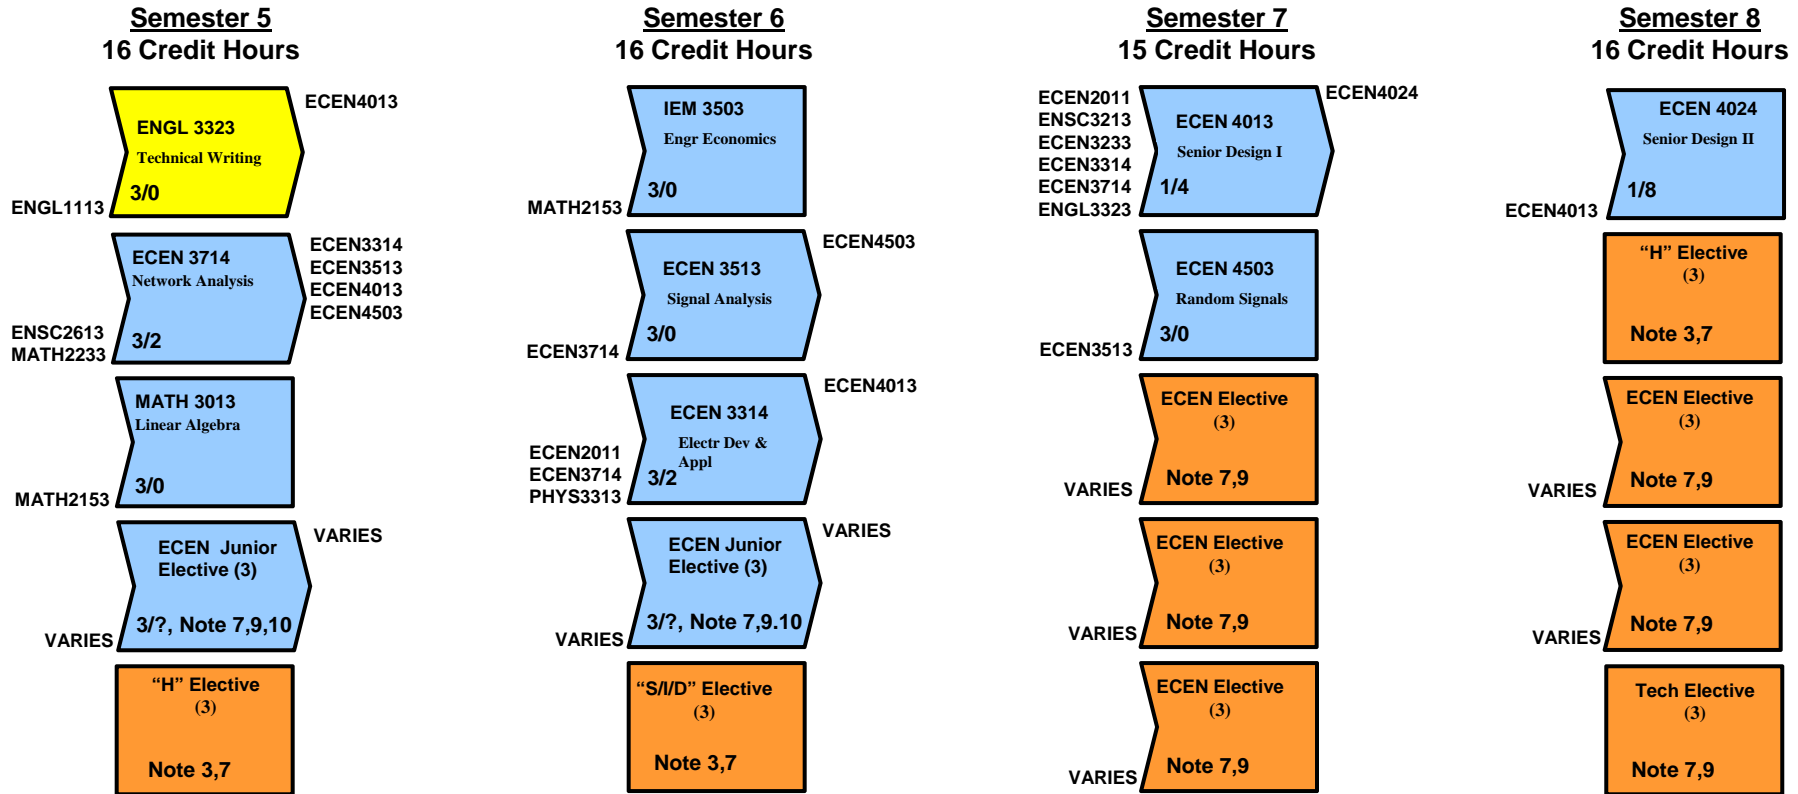 Semester 5
16 Credit Hours
ECEN4013
ENGL 3323
Technical Writing
3/0
ENGL1113
ECEN 3714
Network Analysis
3/2
ECEN3314
ECEN3513
ECEN4013
ECEN4503
ENSC2613
MATH2233
MATH 3013
Linear Algebra
3/0
MATH2153
ECEN Junior
Elective (3)
3/?, Note 7,9,10
VARIES
VARIES
“H” Elective
(3)
Note 3,7
Semester 6
16 Credit Hours
IEM 3503
Engr Economics
3/0
MATH2153
ECEN4503
ECEN 3513
Signal Analysis
3/0
ECEN3714
ECEN4013
ECEN 3314
Electr Dev &
Appl
3/2
ECEN2011
ECEN3714
PHYS3313
ECEN Junior
Elective (3)
3/?, Note 7,9.10
VARIES
VARIES
“S/I/D” Elective
(3)
Note 3,7
Semester 7
15 Credit Hours
ECEN2011
ENSC3213
ECEN3233
ECEN3314
ECEN3714
ENGL3323
ECEN 4013
Senior Design I
1/4
ECEN4024
ECEN 4503
Random Signals
3/0
ECEN3513
ECEN Elective
(3)
Note 7,9
VARIES
ECEN Elective
(3)
Note 7,9
VARIES
ECEN Elective
(3)
Note 7,9
VARIES
Semester 8
16 Credit Hours
ECEN 4024
Senior Design II
1/8
ECEN4013
“H” Elective
(3)
Note 3,7
ECEN Elective
(3)
Note 7,9
VARIES
ECEN Elective
(3)
Note 7,9
VARIES
Tech Elective
(3)
Note 7,9